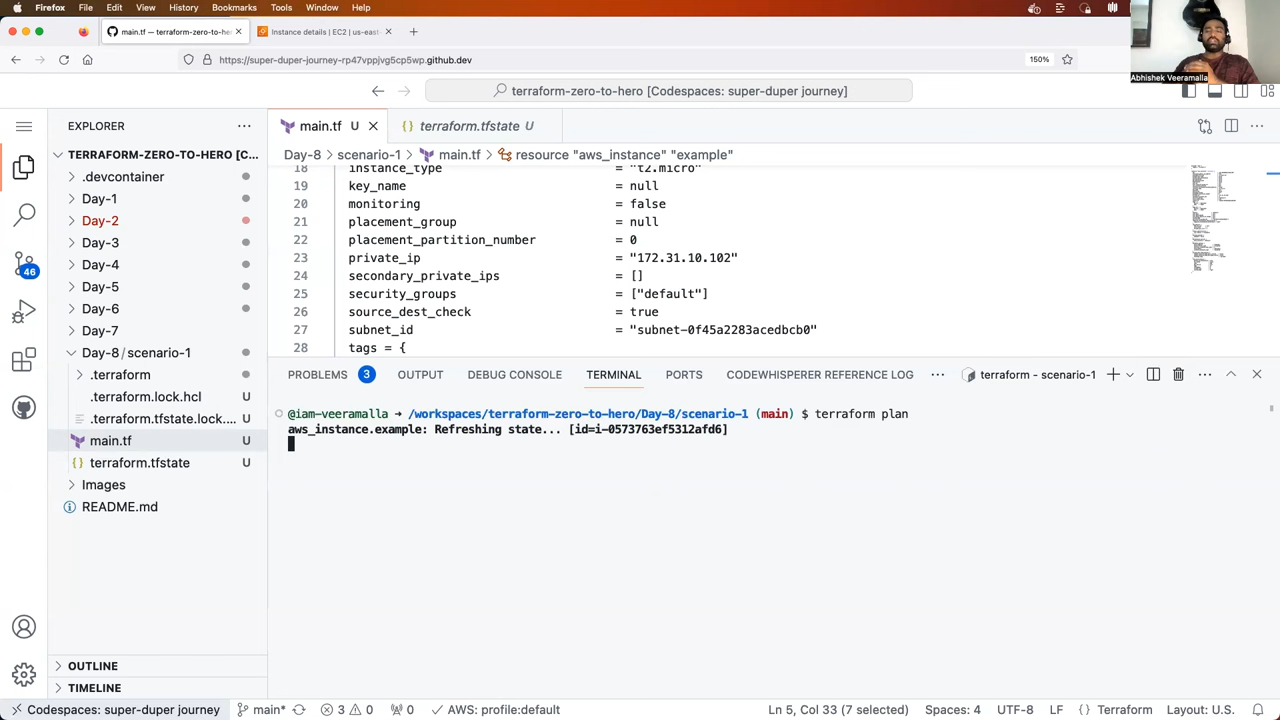 Firefox File Edit View History Bookmarks Tools Window Help
main.tf — terraform-zero-to-her
Instance details | EC2 | us-east-
https://super-duper-journey-rp47vppjvg5cp5wp.github.dev
150%
Abhishek Veeramalla
terraform-zero-to-hero [Codespaces: super-duper journey]
EXPLORER
main.tf U
terraform.tfstate U
TERRAFORM-ZERO-TO-HERO [C...
Day-8 > scenario-1 > main.tf > resource "aws_instance" "example"
.devcontainer
Day-1
Day-2
Day-3
Day-4
Day-5
Day-6
Day-7
Day-8 / scenario-1
.terraform
.terraform.lock.hcl U
.terraform.tfstate.lock.... U
main.tf U
terraform.tfstate U
Images
README.md
46
18 instance_type = "t2.micro"
19 key_name = null
20 monitoring = false
21 placement_group = null
22 placement_partition_number = 0
23 private_ip = "172.31.10.102"
24 secondary_private_ips = []
25 security_groups = ["default"]
26 source_dest_check = true
27 subnet_id = "subnet-0f45a2283acedbcb0"
28 tags = {
PROBLEMS 3 OUTPUT DEBUG CONSOLE TERMINAL PORTS CODEWHISPERER REFERENCE LOG ... terraform - scenario-1
@iam-veeramalla → /workspaces/terraform-zero-to-hero/Day-8/scenario-1 (main) $ terraform plan
aws_instance.example: Refreshing state... [id=i-0573763ef5312afd6]
OUTLINE
TIMELINE
Codespaces: super-duper journey main* 3 0 0 AWS: profile:default Ln 5, Col 33 (7 selected) Spaces: 4 UTF-8 LF {} Terraform Layout: U.S.